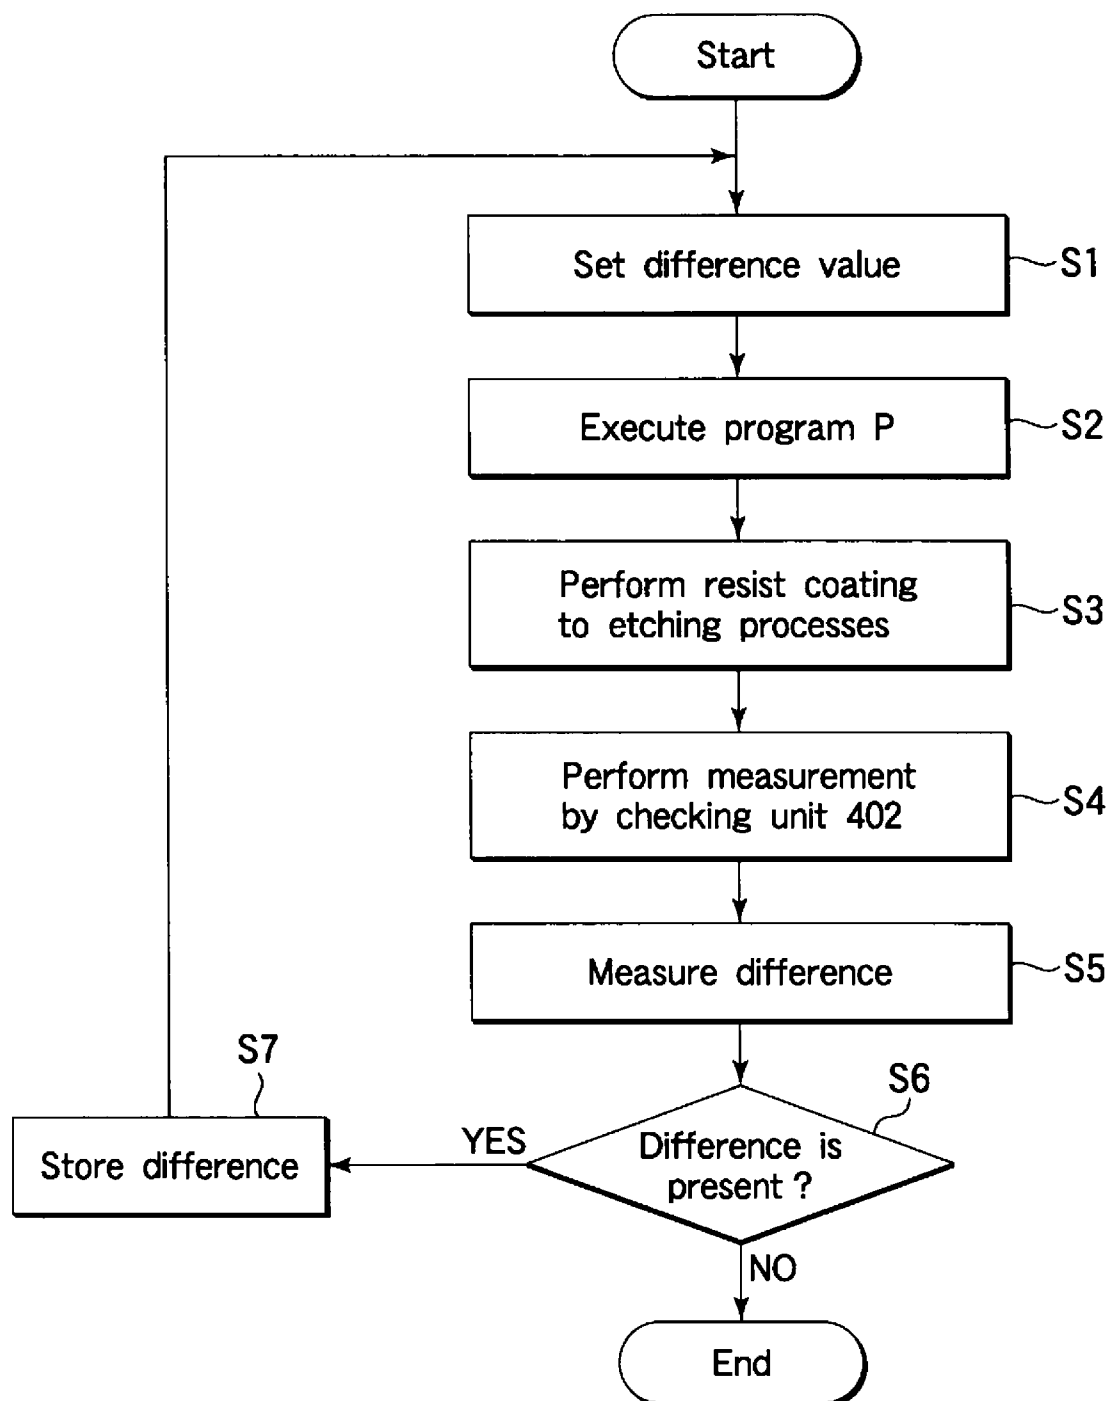 Start
Set difference value
S1
Execute program P
S2
Perform resist coating
to etching processes
S3
Perform measurement
by checking unit 402
S4
Measure difference
S5
S7
S6
Store difference
YES
Difference is
present ?
NO
End